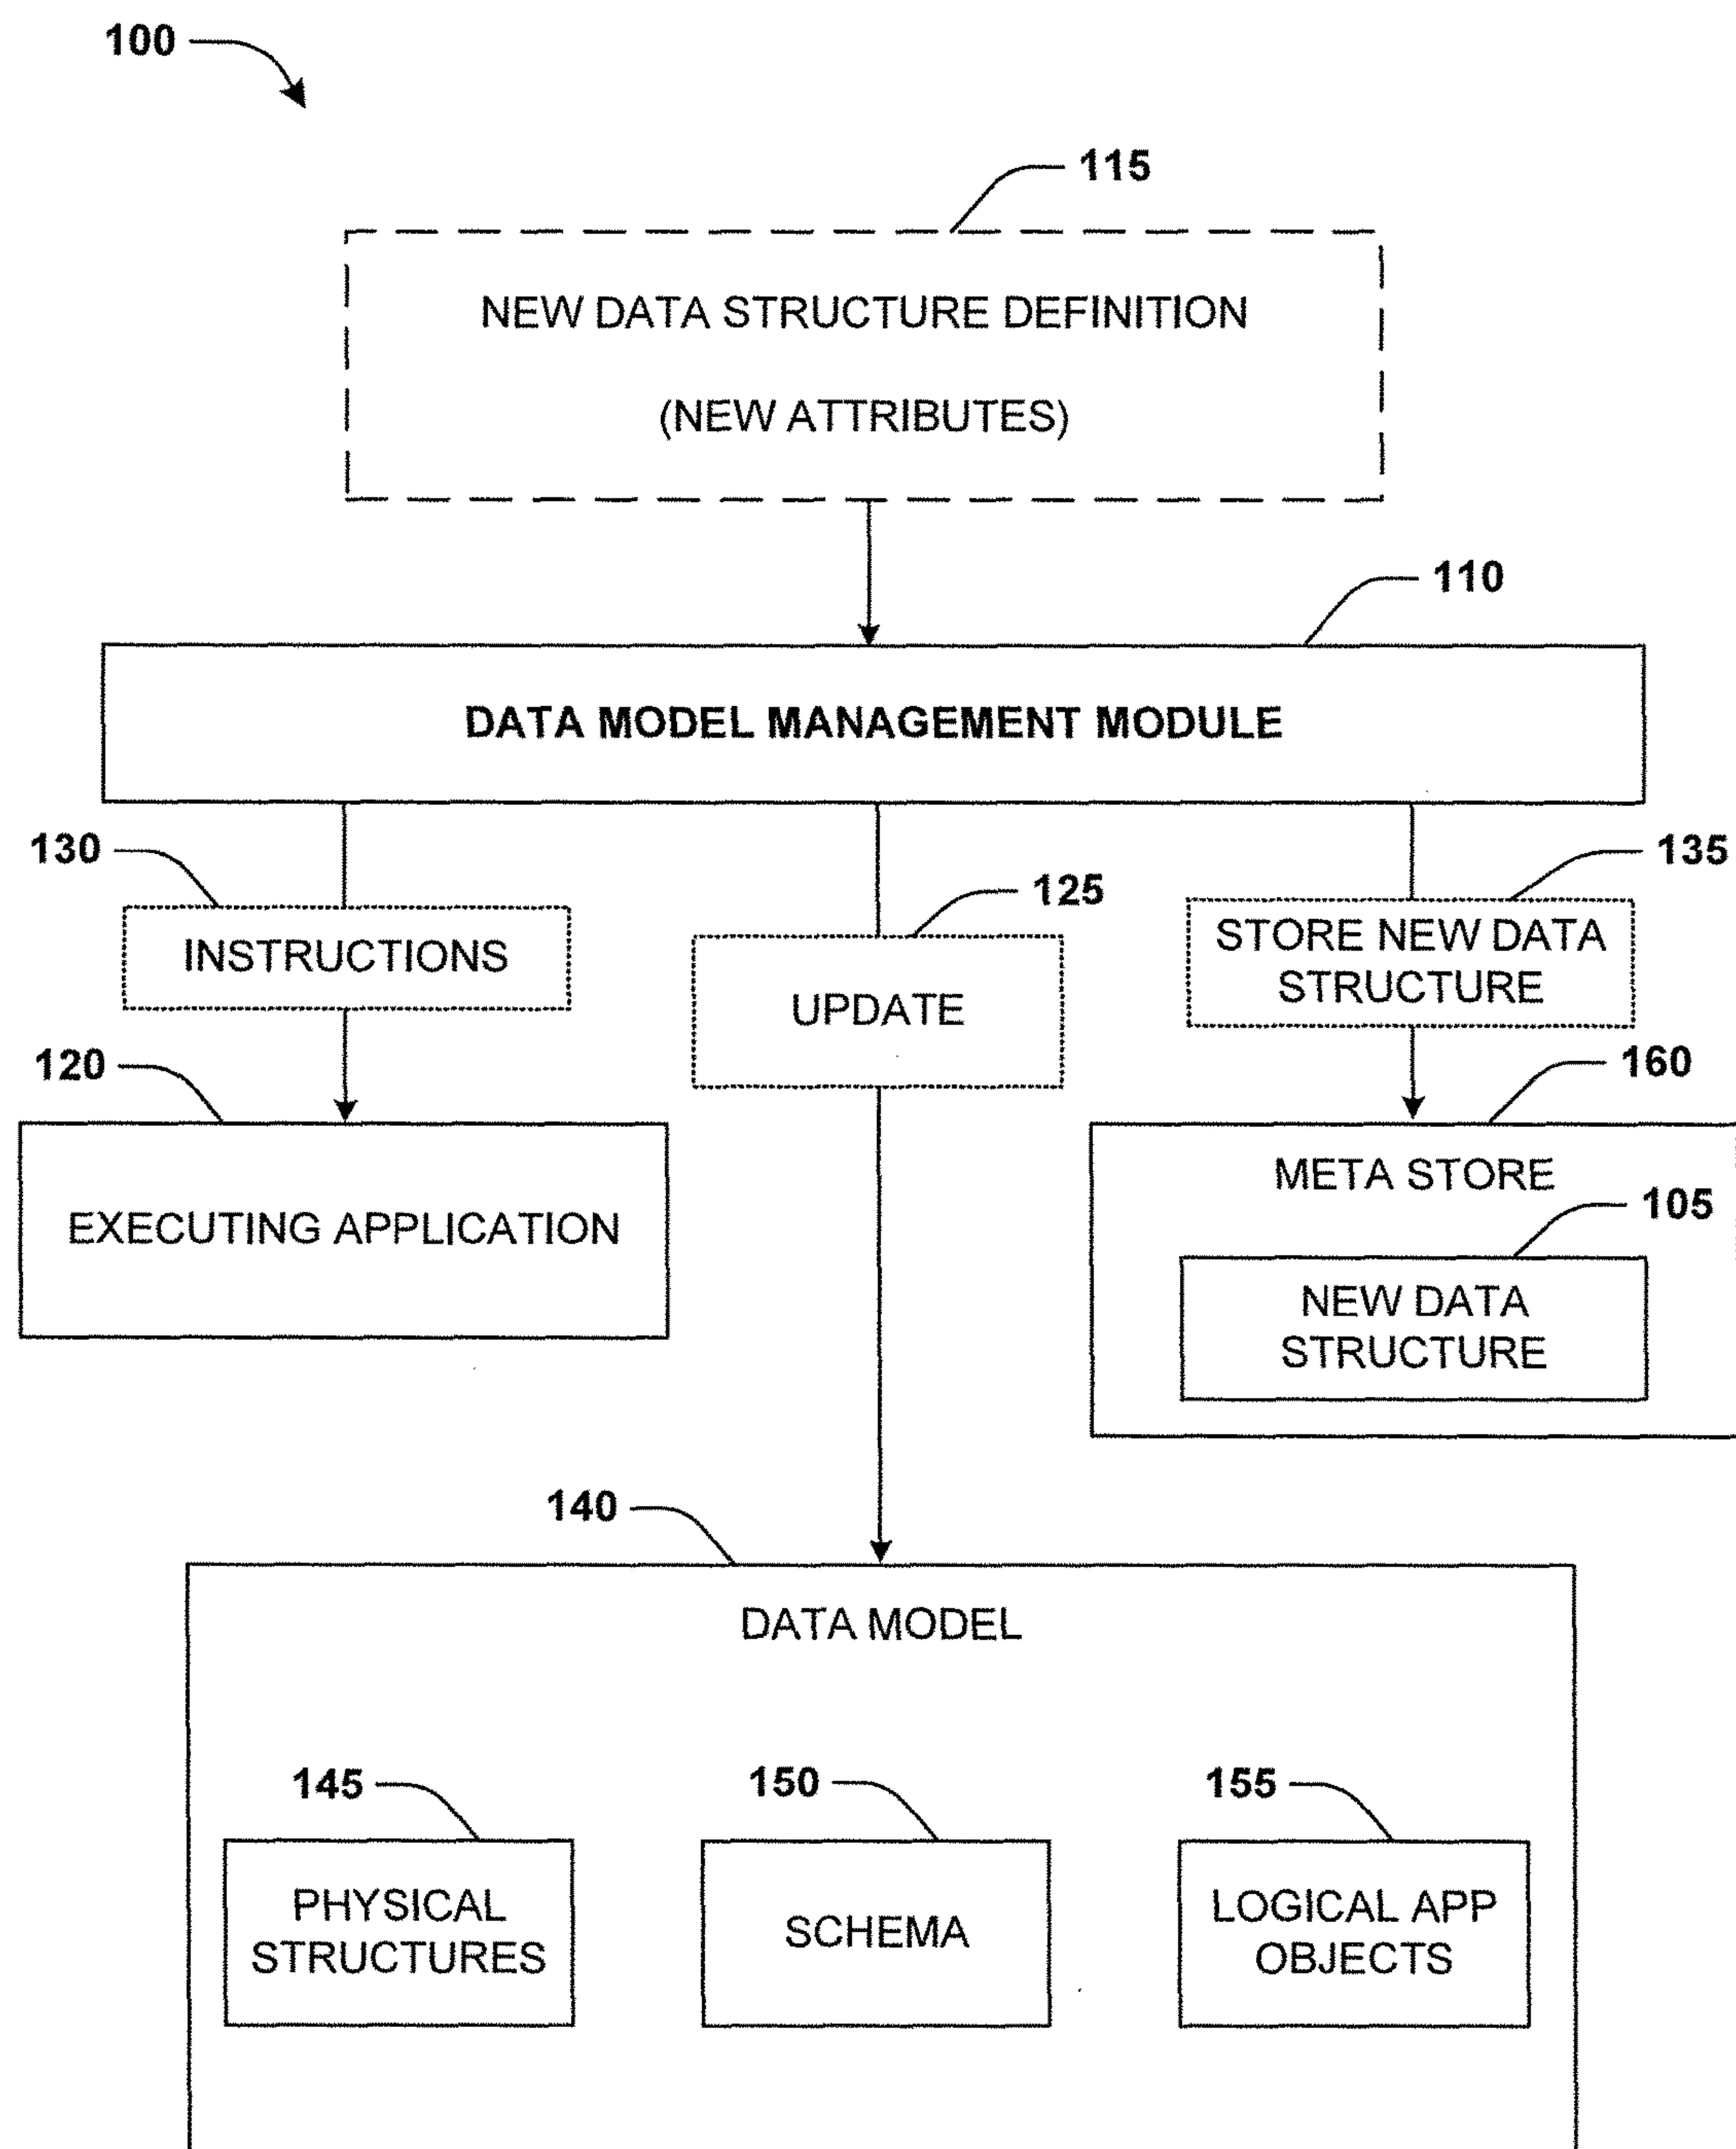 100
115
NEW DATA STRUCTURE DEFINITION
(NEW ATTRIBUTES)
110
DATA MODEL MANAGEMENT MODULE
130
135
125
INSTRUCTIONS
UPDATE
STORE NEW DATA
STRUCTURE
120
160
EXECUTING APPLICATION
META STORE
105
NEW DATA
STRUCTURE
140
DATA MODEL
145
150
155
PHYSICAL
STRUCTURES
SCHEMA
LOGICAL APP
OBJECTS